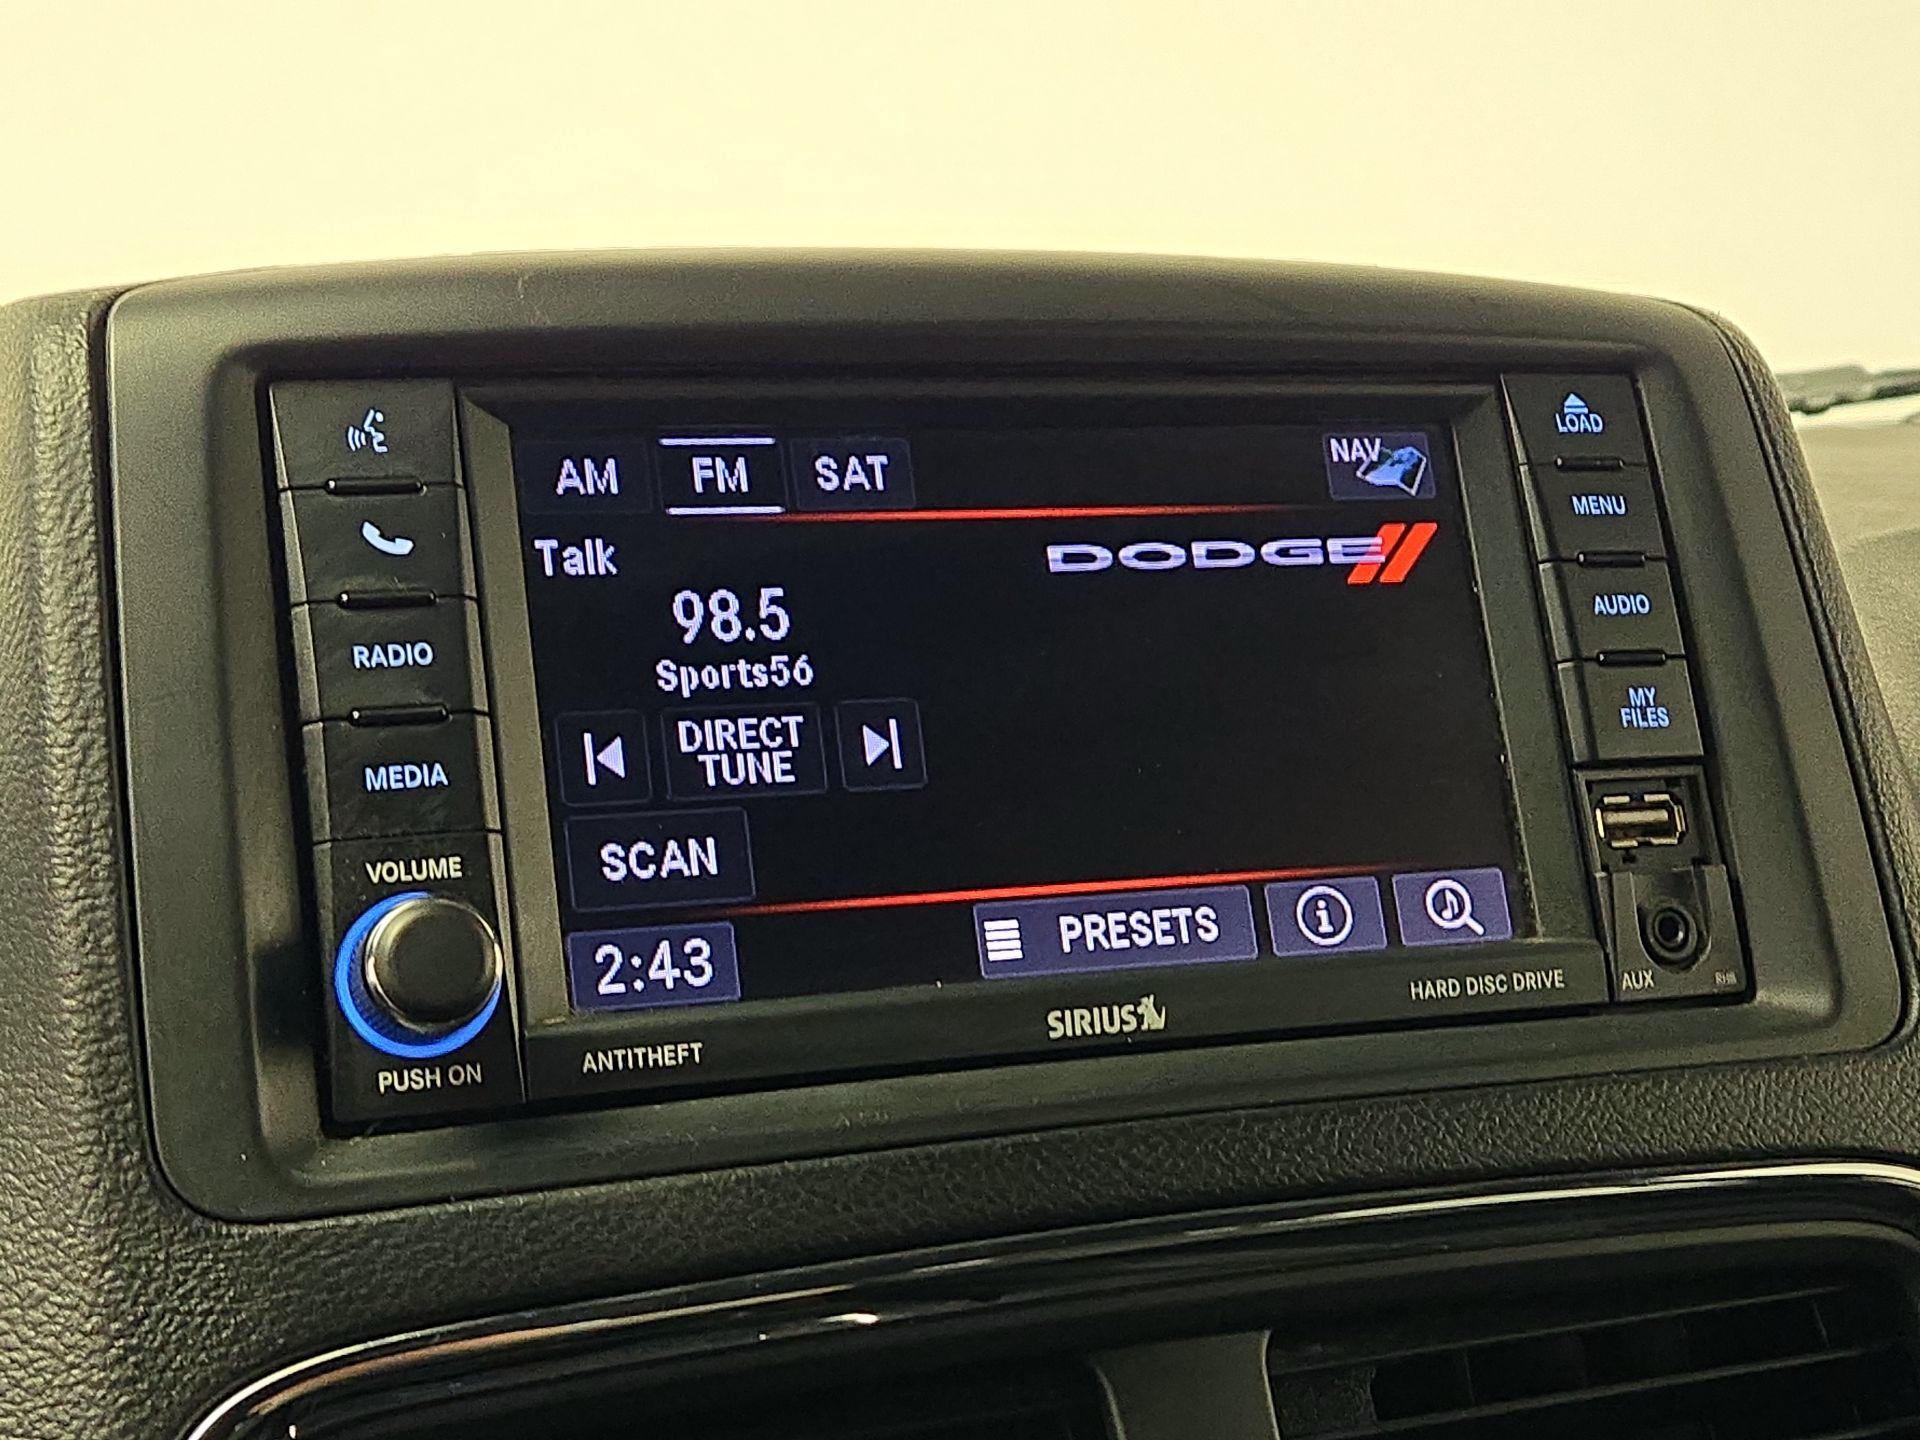 AM
FM
SAT
NAV
Talk
DODGE
98.5
Sports56
DIRECT
TUNE
SCAN
2:43
PRESETS
i
RADIO
MEDIA
VOLUME
PUSH ON
LOAD
MENU
AUDIO
MY
FILES
AUX
ANTITHEFT
SIRIUS
HARD DISC DRIVE